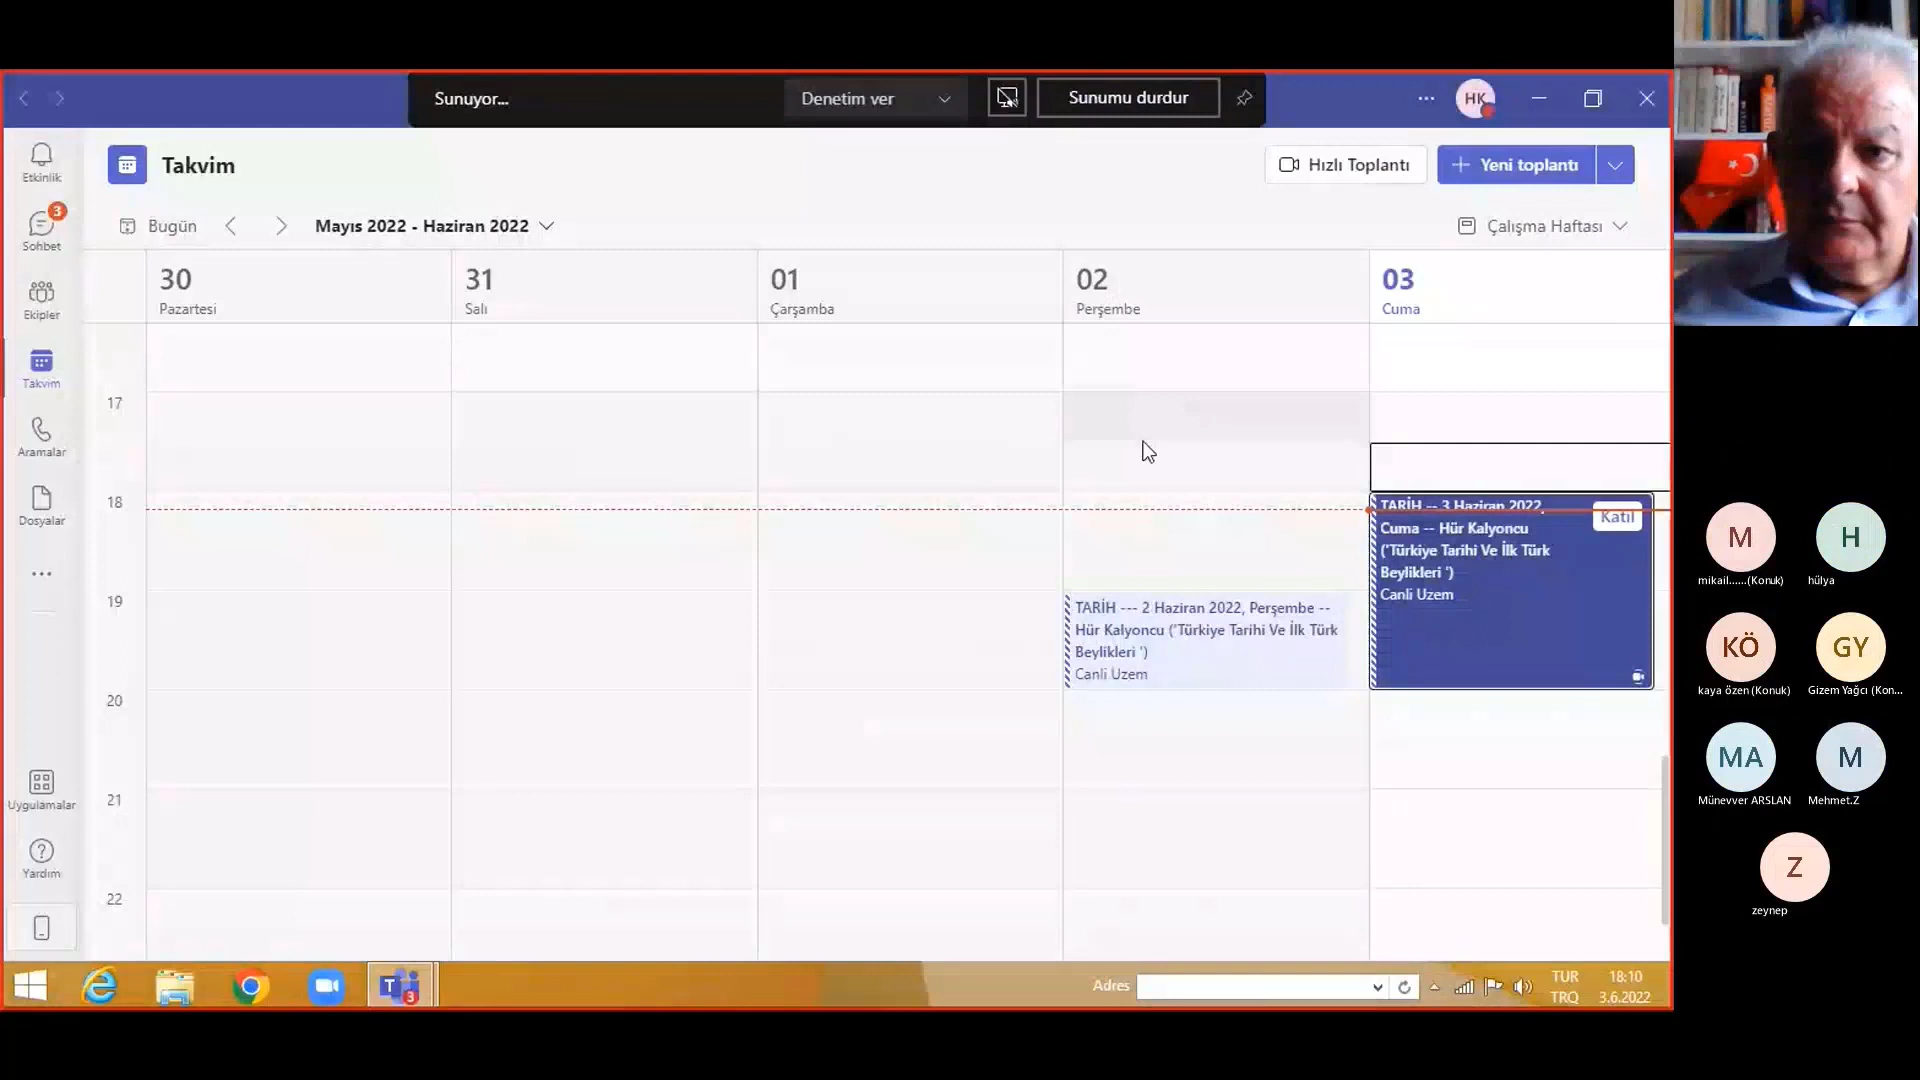 Sunuyor...
Denetim ver
Sunumu durdur
HK
Etkinlik
3
Sohbet
Ekipler
Takvim
Aramalar
Dosyalar
Uygulamalar
Yardım
Takvim
Hızlı Toplantı
Yeni toplantı
Bugün
Mayıs 2022 - Haziran 2022
Çalışma Haftası
30
Pazartesi
31
Salı
01
Çarşamba
02
Perşembe
03
Cuma
17
18
19
20
21
22
TARİH --- 2 Haziran 2022, Perşembe --
Hür Kalyoncu ('Türkiye Tarihi Ve İlk Türk
Beylikleri ')
Canli Uzem
TARİH -- 3 Haziran 2022,
Cuma -- Hür Kalyoncu
('Türkiye Tarihi Ve İlk Türk
Beylikleri ')
Canli Uzem
Katıl
T
3
Adres
TUR
TRQ
18:10
3.6.2022
M
mikail......(Konuk)
H
hülya
KÖ
kaya özen (Konuk)
GY
Gizem Yağcı (Kon...
MA
Münevver ARSLAN
M
Mehmet.Z
Z
zeynep